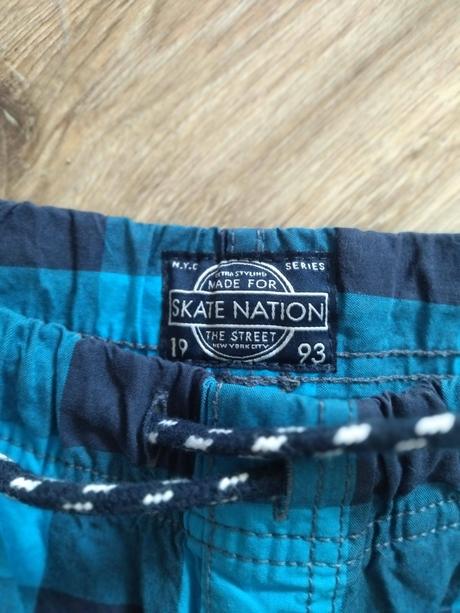 N.Y.C SERIES
EXTRA STYLING
MADE FOR
SKATE NATION
THE STREET
19 NEW YORK CITY 93